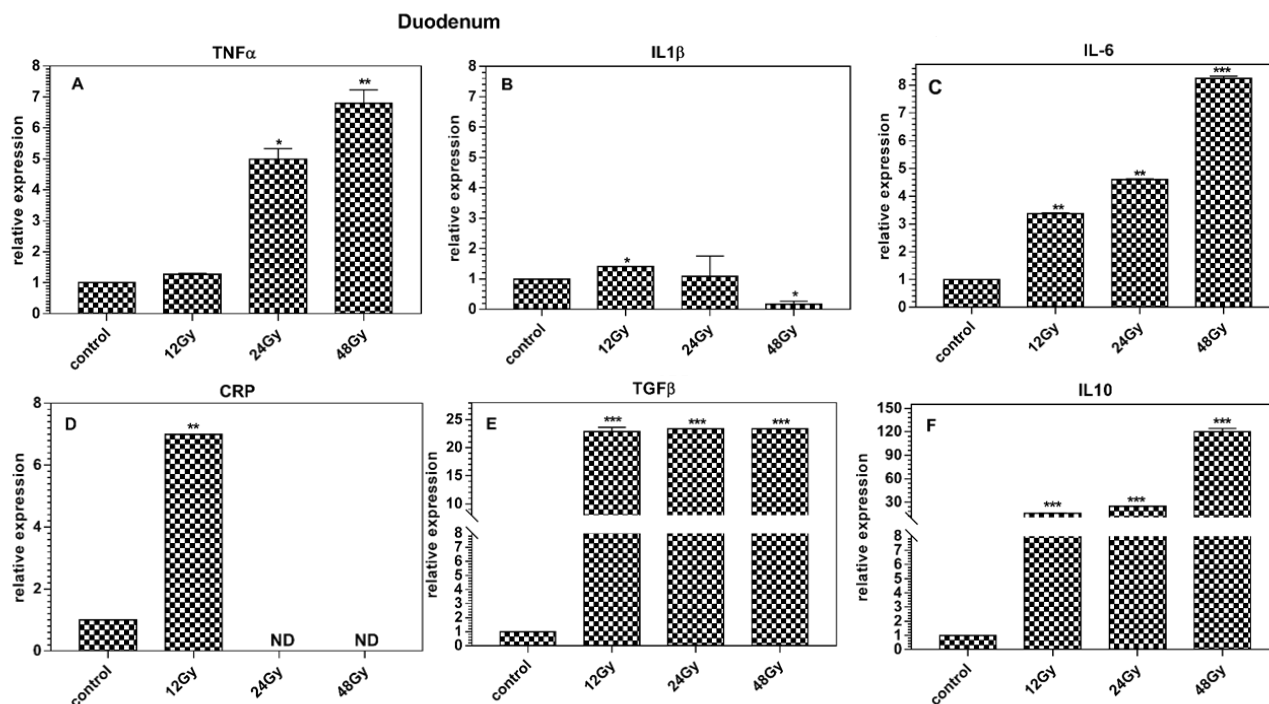 Duodenum
TNFα
A
relative expression
8
7
6
5
4
3
2
1
0
*
**
control
12Gy
24Gy
48Gy
IL1β
B
relative expression
8
7
6
5
4
3
2
1
0
*
*
control
12Gy
24Gy
48Gy
IL-6
C
relative expression
8
7
6
5
4
3
2
1
0
**
**
***
control
12Gy
24Gy
48Gy
CRP
D
relative expression
8
6
4
2
0
**
ND
ND
control
12Gy
24Gy
48Gy
TGFβ
E
relative expression
25
20
15
10
8
7
6
5
4
3
2
1
0
***
***
***
control
12Gy
24Gy
48Gy
IL10
F
relative expression
150
120
90
60
30
8
7
6
5
4
3
2
1
0
***
***
***
control
12Gy
24Gy
48Gy